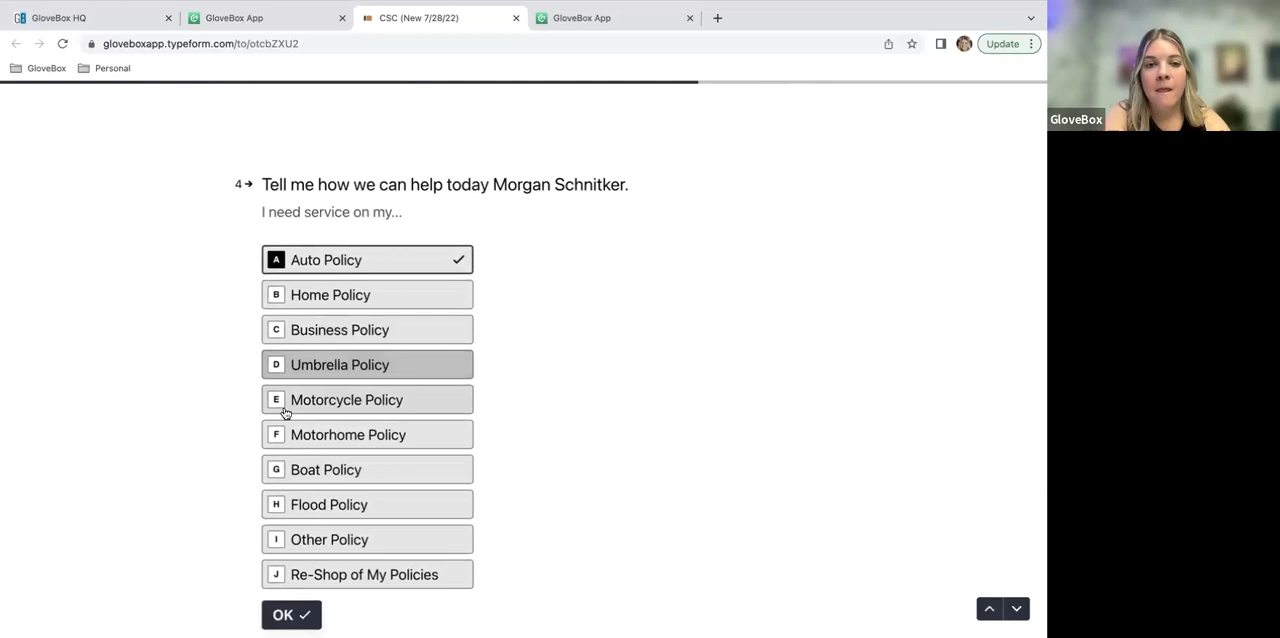 GloveBox HQ
GloveBox App
CSC (New 7/28/22)
GloveBox App
gloveboxapp.typeform.com/to/otcbZXU2
Update
GloveBox
Personal
GloveBox
4 Tell me how we can help today Morgan Schnitker.
I need service on my...
A Auto Policy
B Home Policy
C Business Policy
D Umbrella Policy
E Motorcycle Policy
F Motorhome Policy
G Boat Policy
H Flood Policy
I Other Policy
J Re-Shop of My Policies
OK